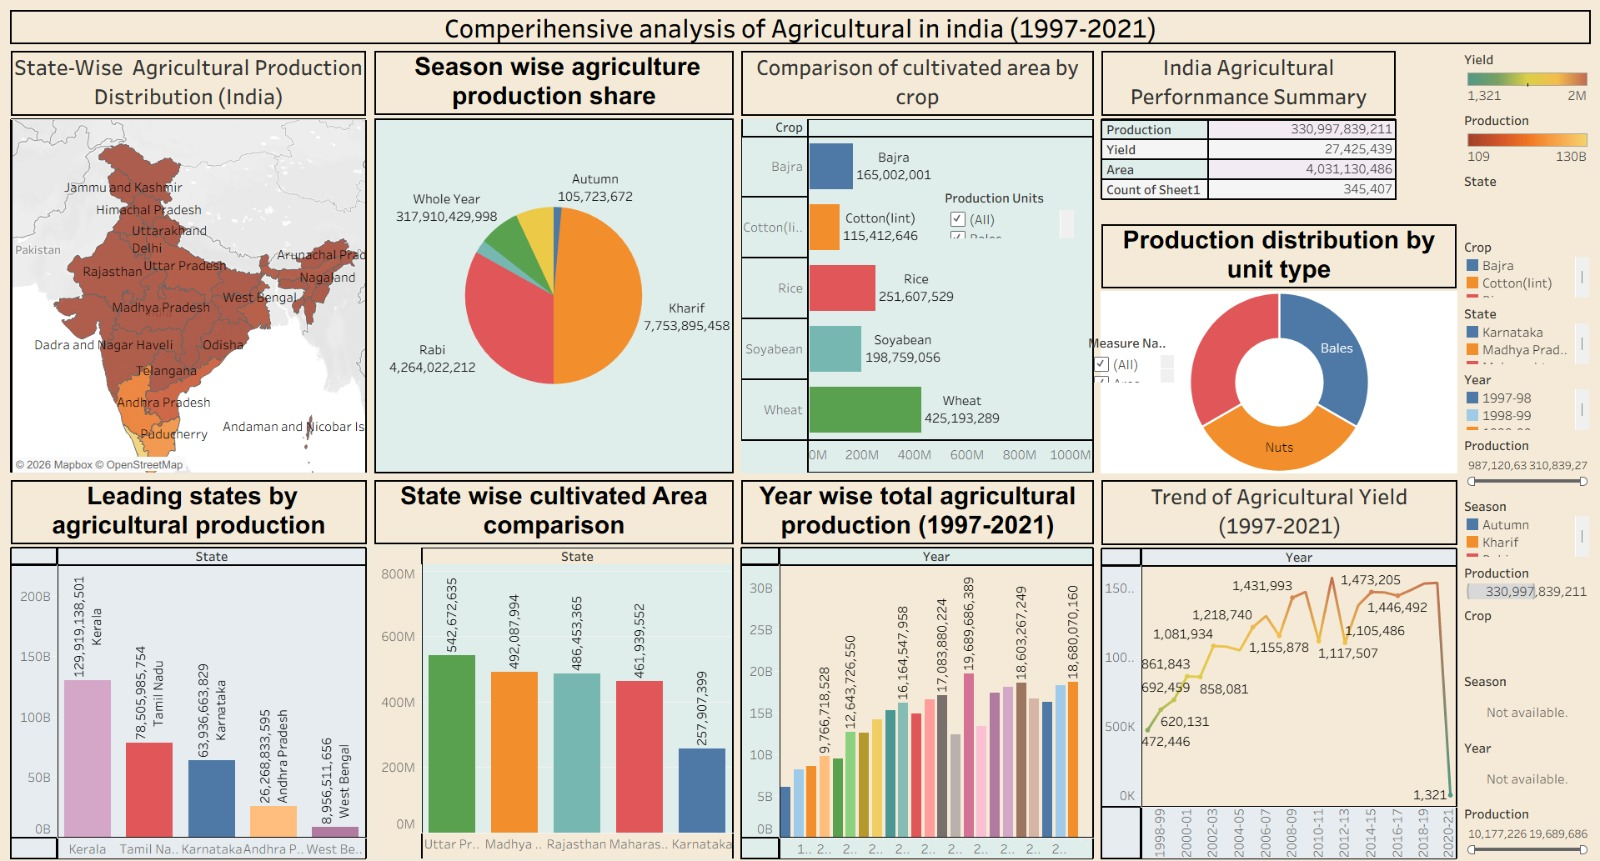 Comperihensive analysis of Agricultural in india (1997-2021)
State-Wise Agricultural Production
Distribution (India)
Jammu and Kashmir
Himachal Pradesh
Uttarakhand
Delhi
Pakistan
Arunachal Prad
Rajasthan
Uttar Pradesh
Nagaland
West Bengal
Madhya Pradesh
Dadra and Nagar Haveli
Odisha
Telangana
Andhra Pradesh
Andaman and Nicobar Is
Puducherry
© 2026 Mapbox © OpenStreetMap
Season wise agriculture
production share
Autumn
105,723,672
Whole Year
317,910,429,998
Kharif
7,753,895,458
Rabi
4,264,022,212
Comparison of cultivated area by
crop
Crop
Bajra
Bajra
165,002,001
Production Units
(All)
Cotton(li..
Cotton(lint)
115,412,646
Rice
Rice
251,607,529
Soyabean
Soyabean
198,759,056
Wheat
Wheat
425,193,289
0M 200M 400M 600M 800M 1000M
India Agricultural
Perfornmance Summary
Production 330,997,839,211
Yield 27,425,439
Area 4,031,130,486
Count of Sheet1 345,407
Production distribution by
unit type
Measure Na..
(All)
Bales
Nuts
Yield
1,321 2M
Production
109 130B
State
Crop
Bajra
Cotton(lint)
State
Karnataka
Madhya Prad..
Year
1997-98
1998-99
Production
987,120,63 310,839,27
Season
Autumn
Kharif
Production
330,997,839,211
Crop
Season
Not available.
Year
Not available.
Production
10,177,226 19,689,686
Leading states by
agricultural production
State
200B
150B
100B
50B
0B
129,919,138,501
Kerala
78,505,985,754
Tamil Nadu
63,936,663,829
Karnataka
26,268,833,595
Andhra Pradesh
8,956,511,656
West Bengal
Kerala Tamil Na.. Karnataka Andhra P.. West Be..
State wise cultivated Area
comparison
State
800M
600M
400M
200M
0M
542,672,635
492,087,994
486,453,365
461,939,552
257,907,399
Uttar Pr.. Madhya .. Rajasthan Maharas.. Karnataka
Year wise total agricultural
production (1997-2021)
Year
30B
25B
20B
15B
10B
5B
0B
9,766,718,528
12,643,726,550
16,164,547,958
17,083,880,224
19,689,686,389
18,603,267,249
18,680,070,160
1.. 2.. 2.. 2.. 2.. 2.. 2.. 2..
Trend of Agricultural Yield
(1997-2021)
Year
150..
100..
500K
0K
1,431,993
1,473,205
1,218,740
1,446,492
1,081,934
1,105,486
1,155,878
1,117,507
861,843
692,459
858,081
620,131
472,446
1,321
1998-99
2000-01
2002-03
2004-05
2006-07
2008-09
2010-11
2012-13
2014-15
2016-17
2018-19
2020-21